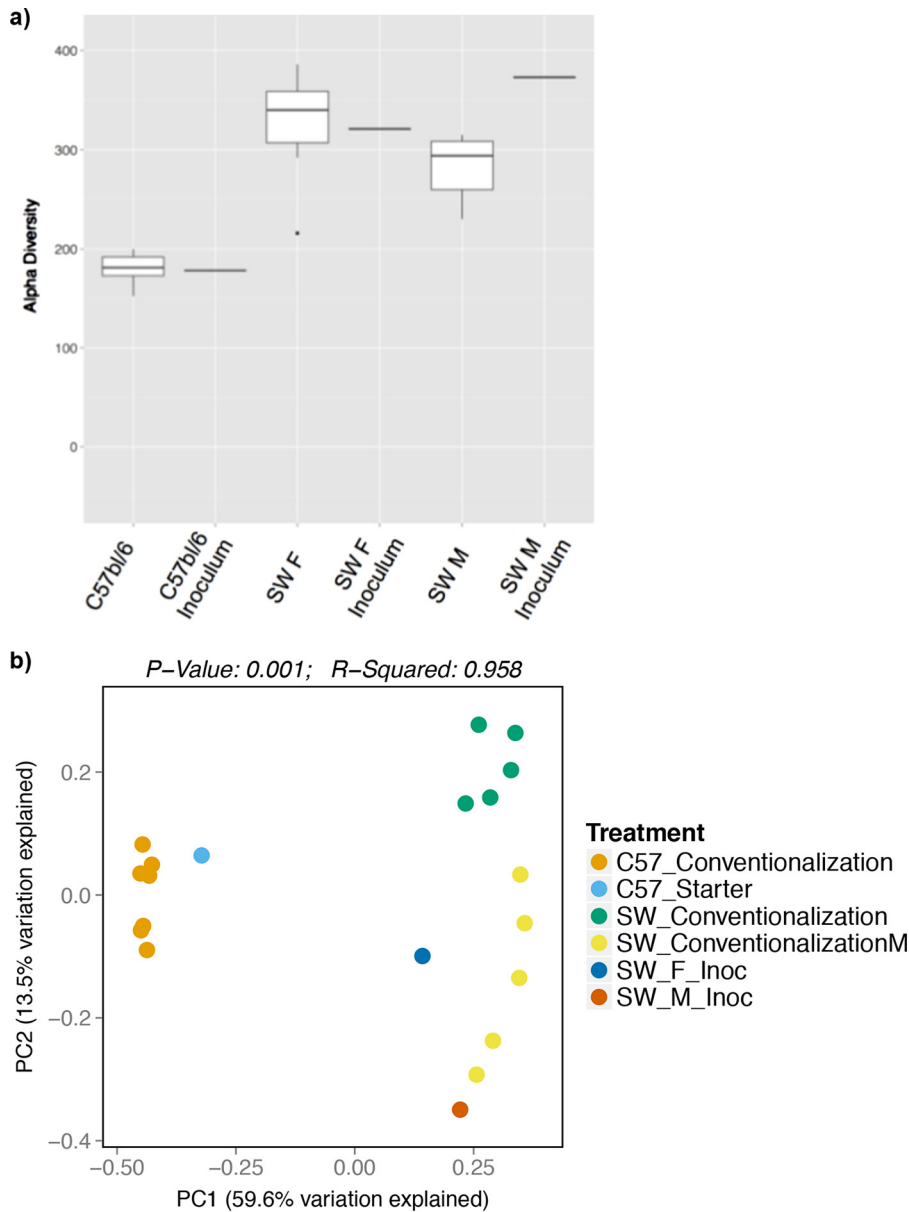 a)
400
300
200
100
0
Alpha Diversity
C57bl/6
C57bl/6
Inoculum
SW F
SW F
Inoculum
SW M
SW M
Inoculum
b)
P−Value: 0.001; R−Squared: 0.958
0.2
0.0
−0.2
−0.4
PC2 (13.5% variation explained)
−0.50
−0.25
0.00
0.25
PC1 (59.6% variation explained)
Treatment
C57_Conventionalization
C57_Starter
SW_Conventionalization
SW_ConventionalizationM
SW_F_Inoc
SW_M_Inoc